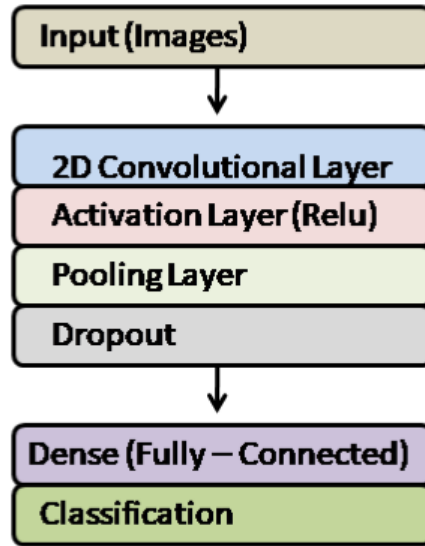 Input (Images)
2D Convolutional Layer
Activation Layer (Relu)
Pooling Layer
Dropout
Dense (Fully – Connected)
Classification